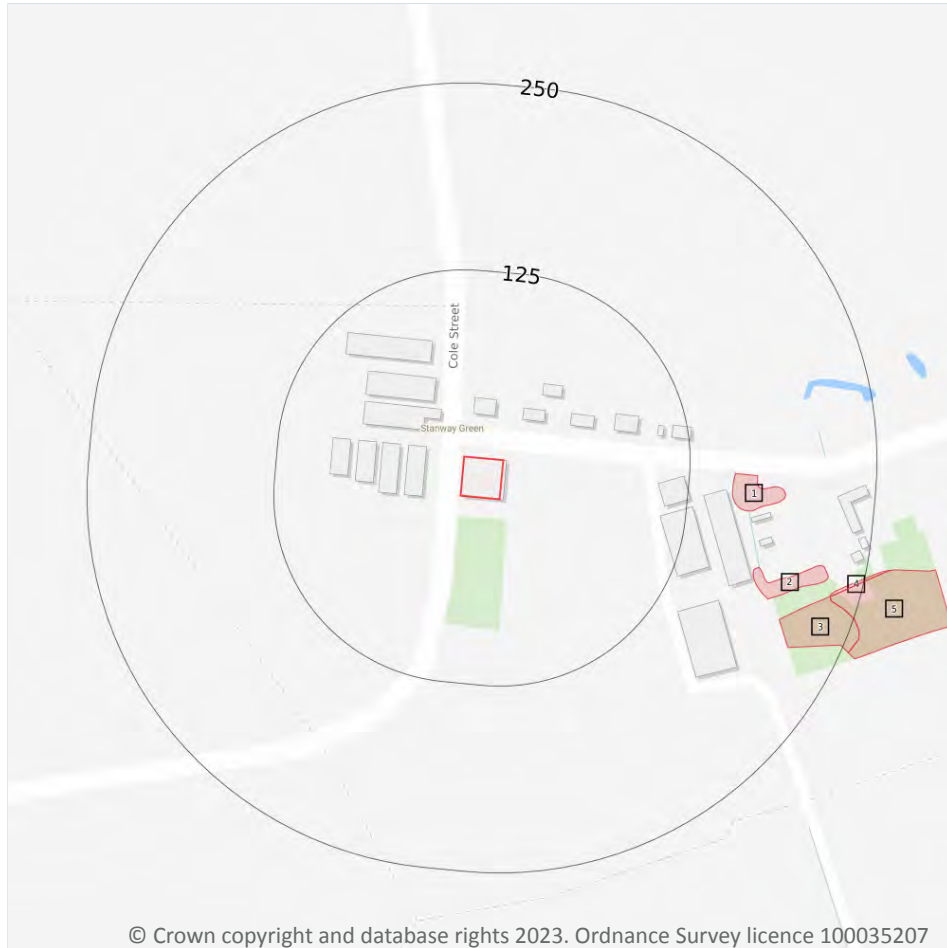 250
125
Cole Street
Stanway Green
1
2
4
5
3
© Crown copyright and database rights 2023. Ordnance Survey licence 100035207